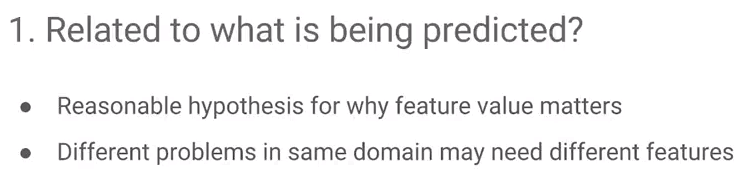 1. Related to what is being predicted?
● Reasonable hypothesis for why feature value matters
● Different problems in same domain may need different features